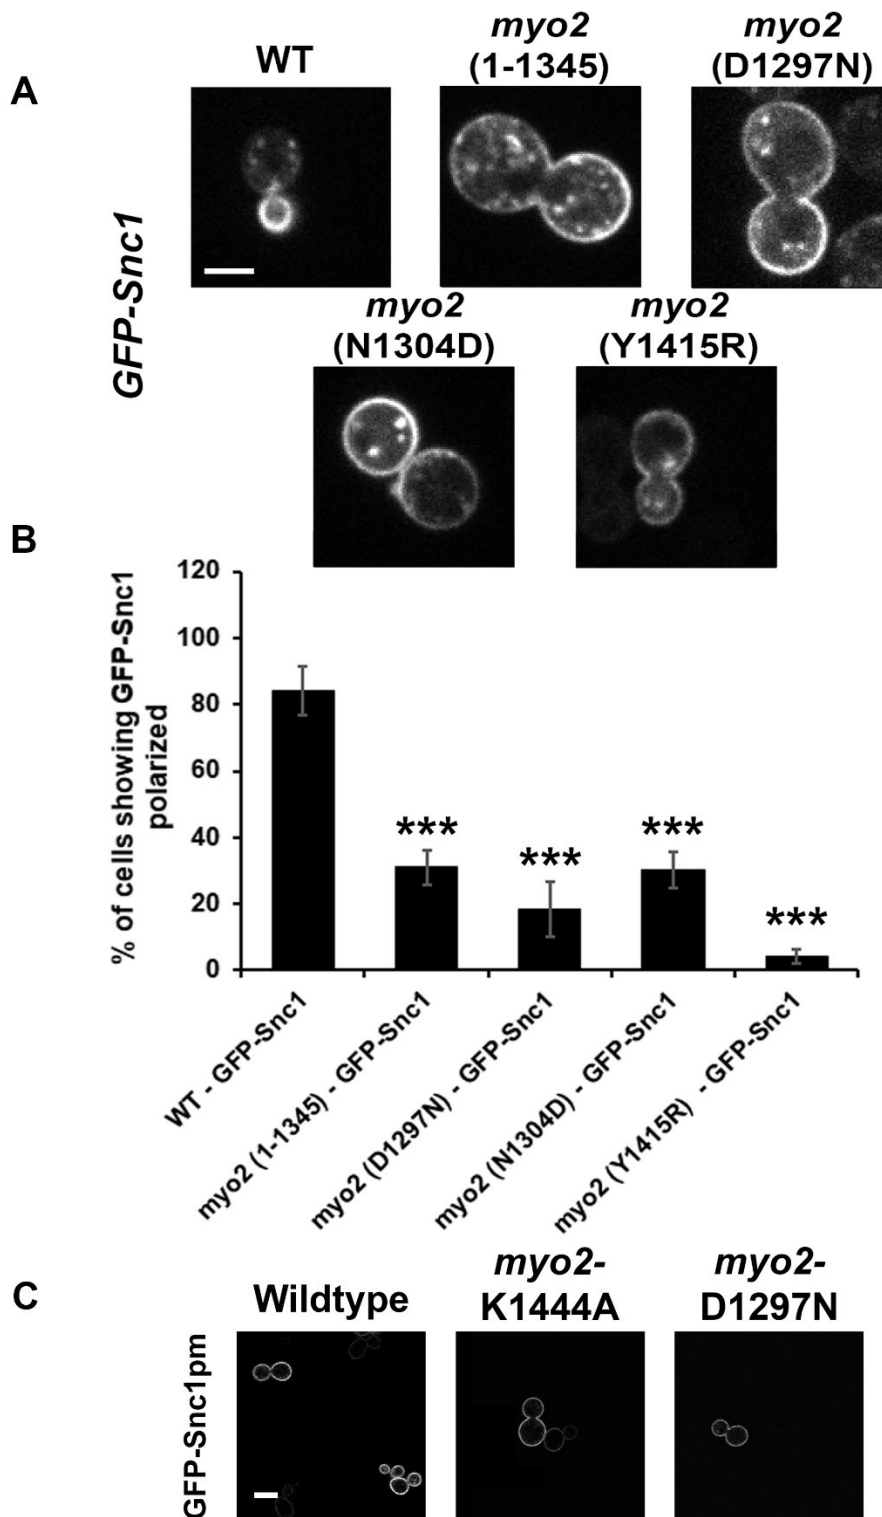 A
WT
myo2
(1-1345)
myo2
(D1297N)
GFP-Snc1
myo2
(N1304D)
myo2
(Y1415R)
B
% of cells showing GFP-Snc1
polarized
120
100
80
60
40
20
0
***
***
***
***
WT - GFP-Snc1
myo2 (1-1345) - GFP-Snc1
myo2 (D1297N) - GFP-Snc1
myo2 (N1304D) - GFP-Snc1
myo2 (Y1415R) - GFP-Snc1
C
Wildtype
myo2-
K1444A
myo2-
D1297N
GFP-Snc1pm